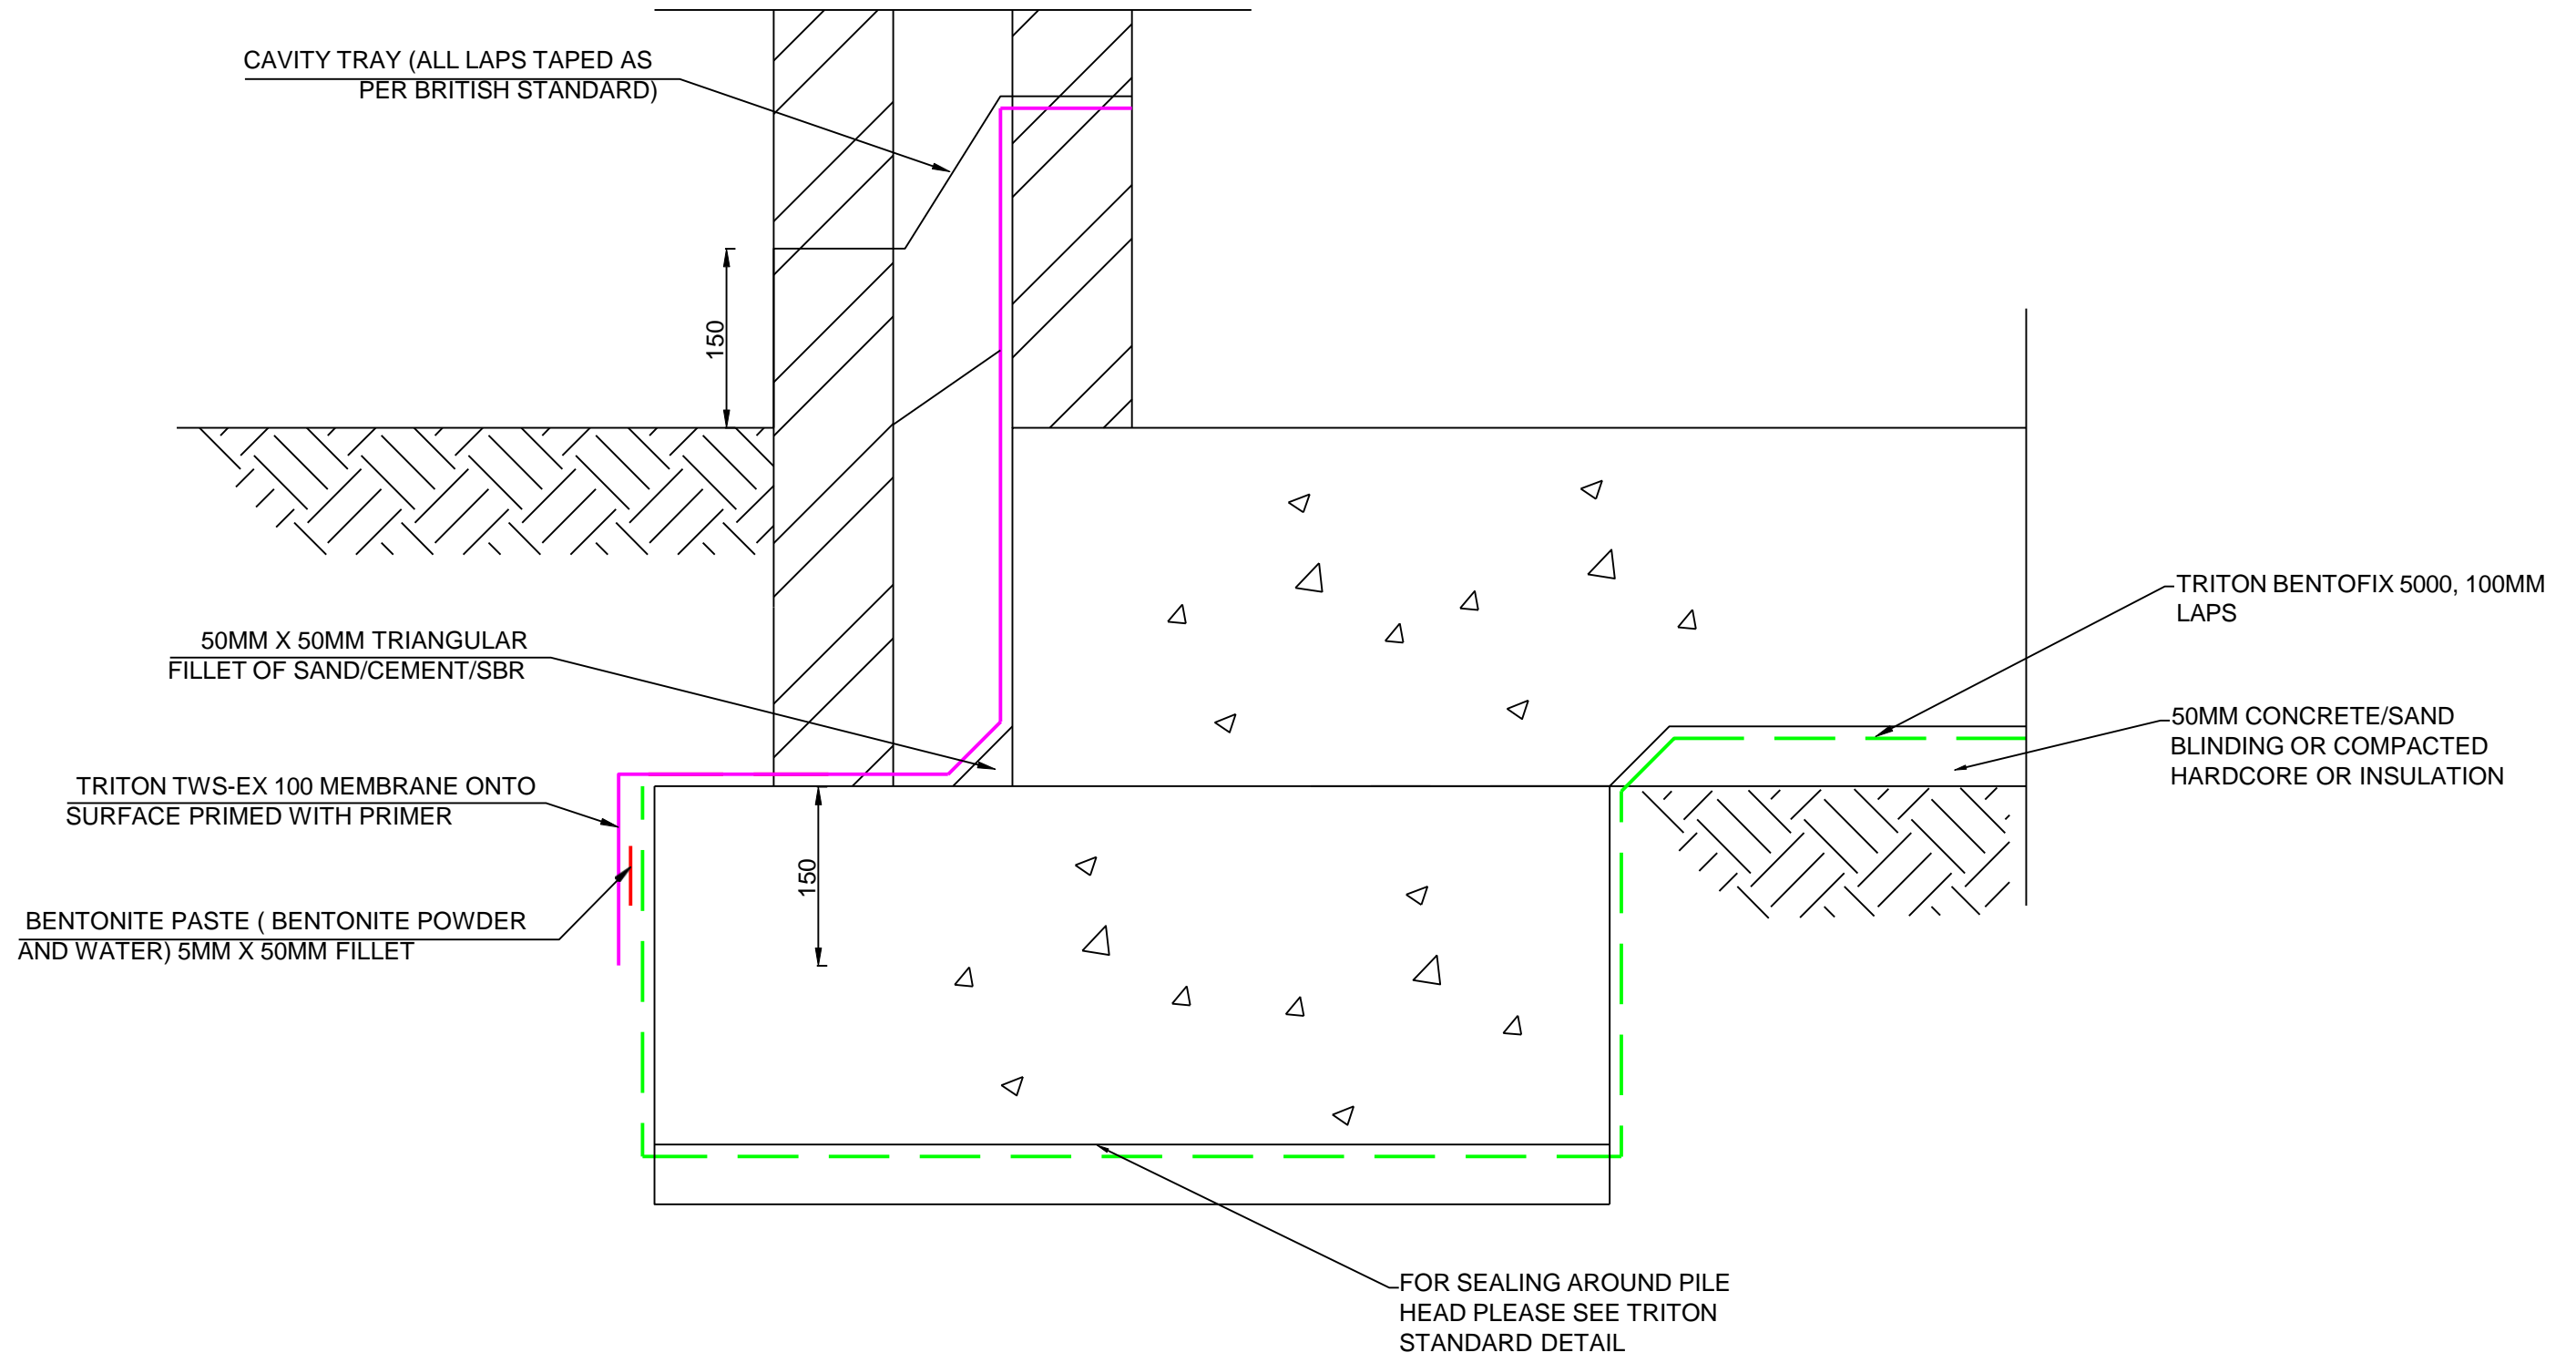 CAVITY TRAY (ALL LAPS TAPED AS
PER BRITISH STANDARD)
150
50MM X 50MM TRIANGULAR
FILLET OF SAND/CEMENT/SBR
TRITON TWS-EX 100 MEMBRANE ONTO
SURFACE PRIMED WITH PRIMER
BENTONITE PASTE ( BENTONITE POWDER
AND WATER) 5MM X 50MM FILLET
150
TRITON BENTOFIX 5000, 100MM
LAPS
50MM CONCRETE/SAND
BLINDING OR COMPACTED
HARDCORE OR INSULATION
FOR SEALING AROUND PILE
HEAD PLEASE SEE TRITON
STANDARD DETAIL